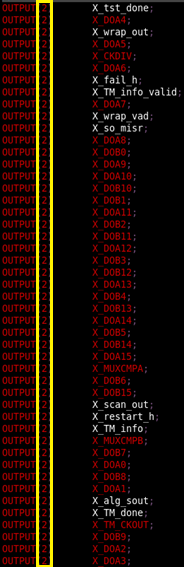 OUTPUT 2 X_tst_done;
OUTPUT 2 X_DOA4;
OUTPUT 2 X_wrap_out;
OUTPUT 2 X_DOA5;
OUTPUT 2 X_CKDIV;
OUTPUT 2 X_DOA6;
OUTPUT 2 X_fail_h;
OUTPUT 2 X_TM_info_valid;
OUTPUT 2 X_DOA7;
OUTPUT 2 X_wrap_vad;
OUTPUT 2 X_so_misr;
OUTPUT 2 X_DOA8;
OUTPUT 2 X_DOB0;
OUTPUT 2 X_DOA9;
OUTPUT 2 X_DOA10;
OUTPUT 2 X_DOB10;
OUTPUT 2 X_DOB1;
OUTPUT 2 X_DOA11;
OUTPUT 2 X_DOB2;
OUTPUT 2 X_DOB11;
OUTPUT 2 X_DOA12;
OUTPUT 2 X_DOB3;
OUTPUT 2 X_DOB12;
OUTPUT 2 X_DOA13;
OUTPUT 2 X_DOB4;
OUTPUT 2 X_DOB13;
OUTPUT 2 X_DOA14;
OUTPUT 2 X_DOB5;
OUTPUT 2 X_DOB14;
OUTPUT 2 X_DOA15;
OUTPUT 2 X_MUXCMPA;
OUTPUT 2 X_DOB6;
OUTPUT 2 X_DOB15;
OUTPUT 2 X_scan_out;
OUTPUT 2 X_restart_h;
OUTPUT 2 X_TM_info;
OUTPUT 2 X_MUXCMPB;
OUTPUT 2 X_DOB7;
OUTPUT 2 X_DOA0;
OUTPUT 2 X_DOB8;
OUTPUT 2 X_DOA1;
OUTPUT 2 X_alg_sout;
OUTPUT 2 X_TM_done;
OUTPUT 2 X_TM_CKOUT;
OUTPUT 2 X_DOB9;
OUTPUT 2 X_DOA2;
OUTPUT 2 X_DOA3;